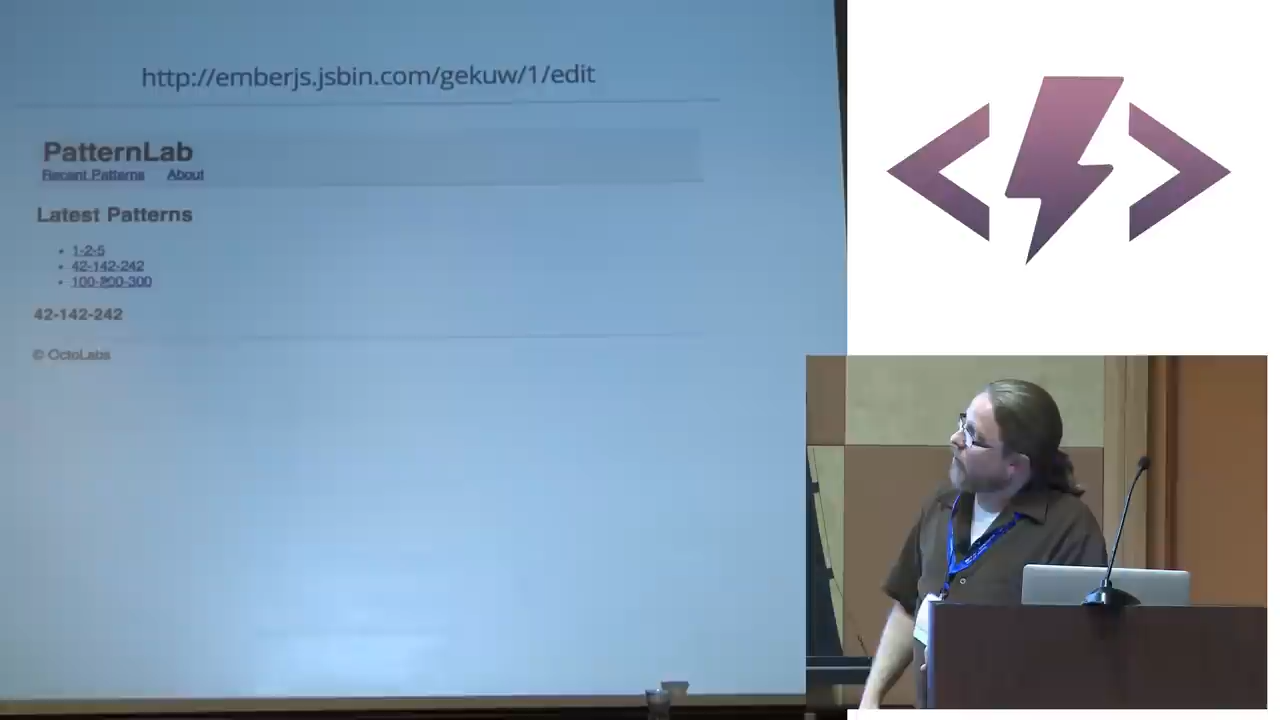 http://emberjs.jsbin.com/gekuw/1/edit
PatternLab
Recent Patterns About
Latest Patterns
1-2-5
42-142-242
100-200-300
42-142-242
© OctoLabs